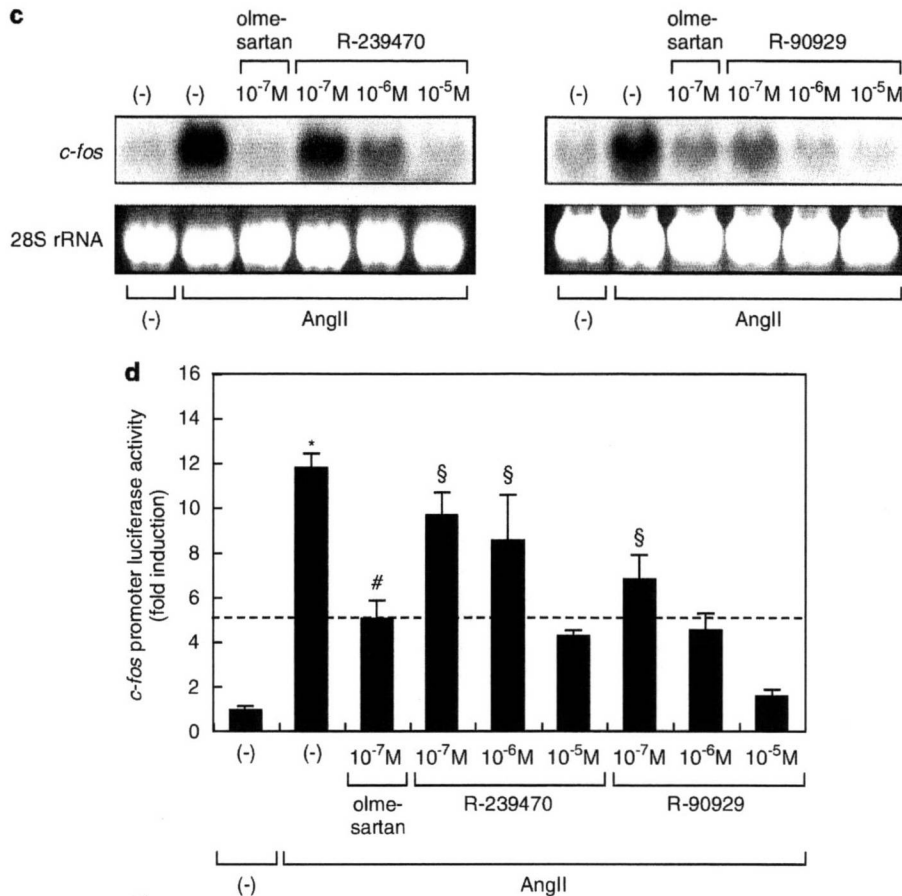 c
olme-
sartan R-239470
(-) (-) 10⁻⁷M 10⁻⁷M 10⁻⁶M 10⁻⁵M
c-fos
28S rRNA
(-) AngII
olme-
sartan R-90929
(-) (-) 10⁻⁷M 10⁻⁷M 10⁻⁶M 10⁻⁵M
(-) AngII
d
c-fos promoter luciferase activity
(fold induction)
16
14
12
10
8
6
4
2
0
* # § § §
(-) (-) 10⁻⁷M 10⁻⁷M 10⁻⁶M 10⁻⁵M 10⁻⁷M 10⁻⁶M 10⁻⁵M
olme-
sartan R-239470 R-90929
(-) AngII